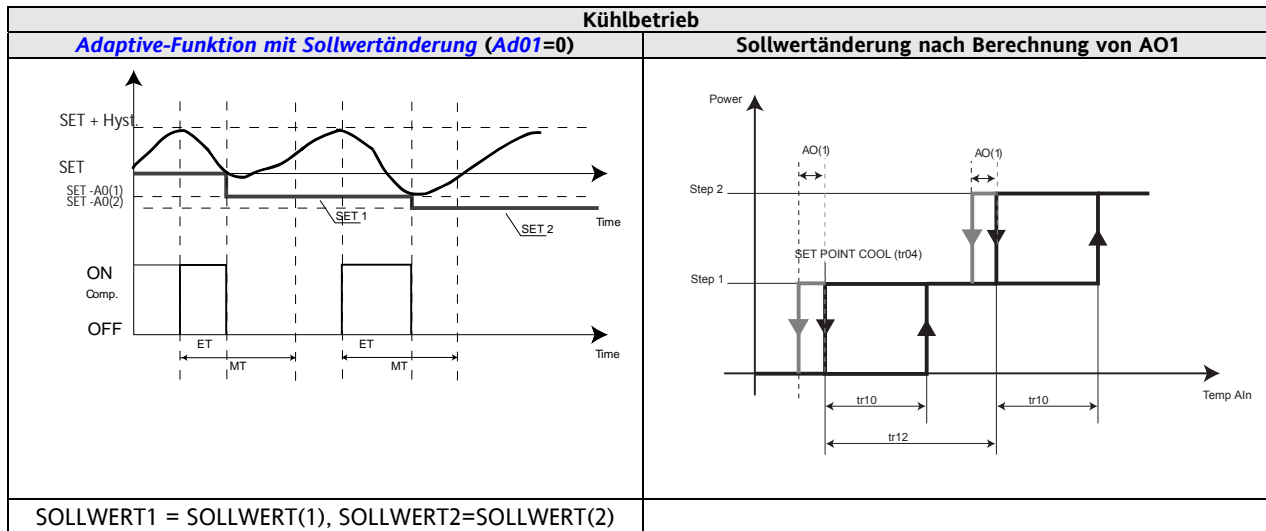 Kühlbetrieb
Adaptive-Funktion mit Sollwertänderung (Ad01=0)
Sollwertänderung nach Berechnung von AO1
SET + Hyst.
SET
SET -A0(1)
SET -A0(2)
SET 1
SET 2
Time
ON
Comp.
OFF
ET
MT
ET
MT
Time
Power
AO(1)
AO(1)
Step 2
SET POINT COOL (tr04)
Step 1
Temp AIn
tr10
tr10
tr12
SOLLWERT1 = SOLLWERT(1), SOLLWERT2=SOLLWERT(2)